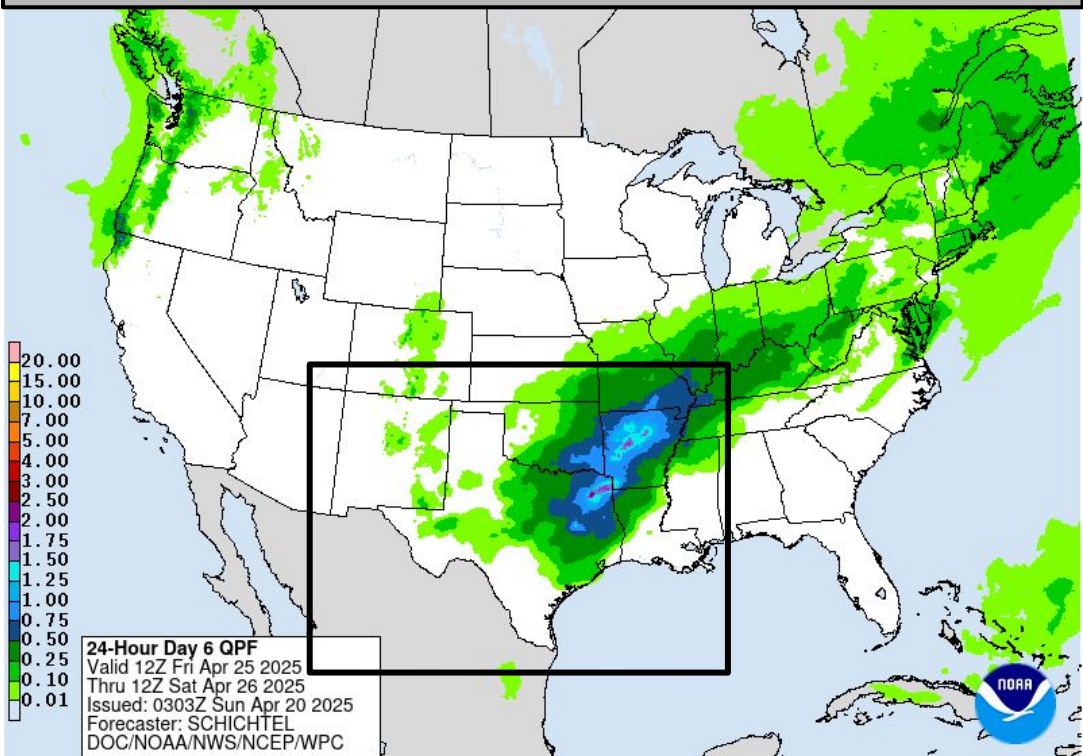 20.00
15.00
10.00
7.00
5.00
4.00
3.00
2.50
2.00
1.75
1.50
1.25
1.00
0.75
0.50
0.25
0.10
0.01
24-Hour Day 6 QPF
Valid 12Z Fri Apr 25 2025
Thru 12Z Sat Apr 26 2025
Issued: 0303Z Sun Apr 20 2025
Forecaster: SCHICHTEL
DOC/NOAA/NWS/NCEP/WPC
NOAA